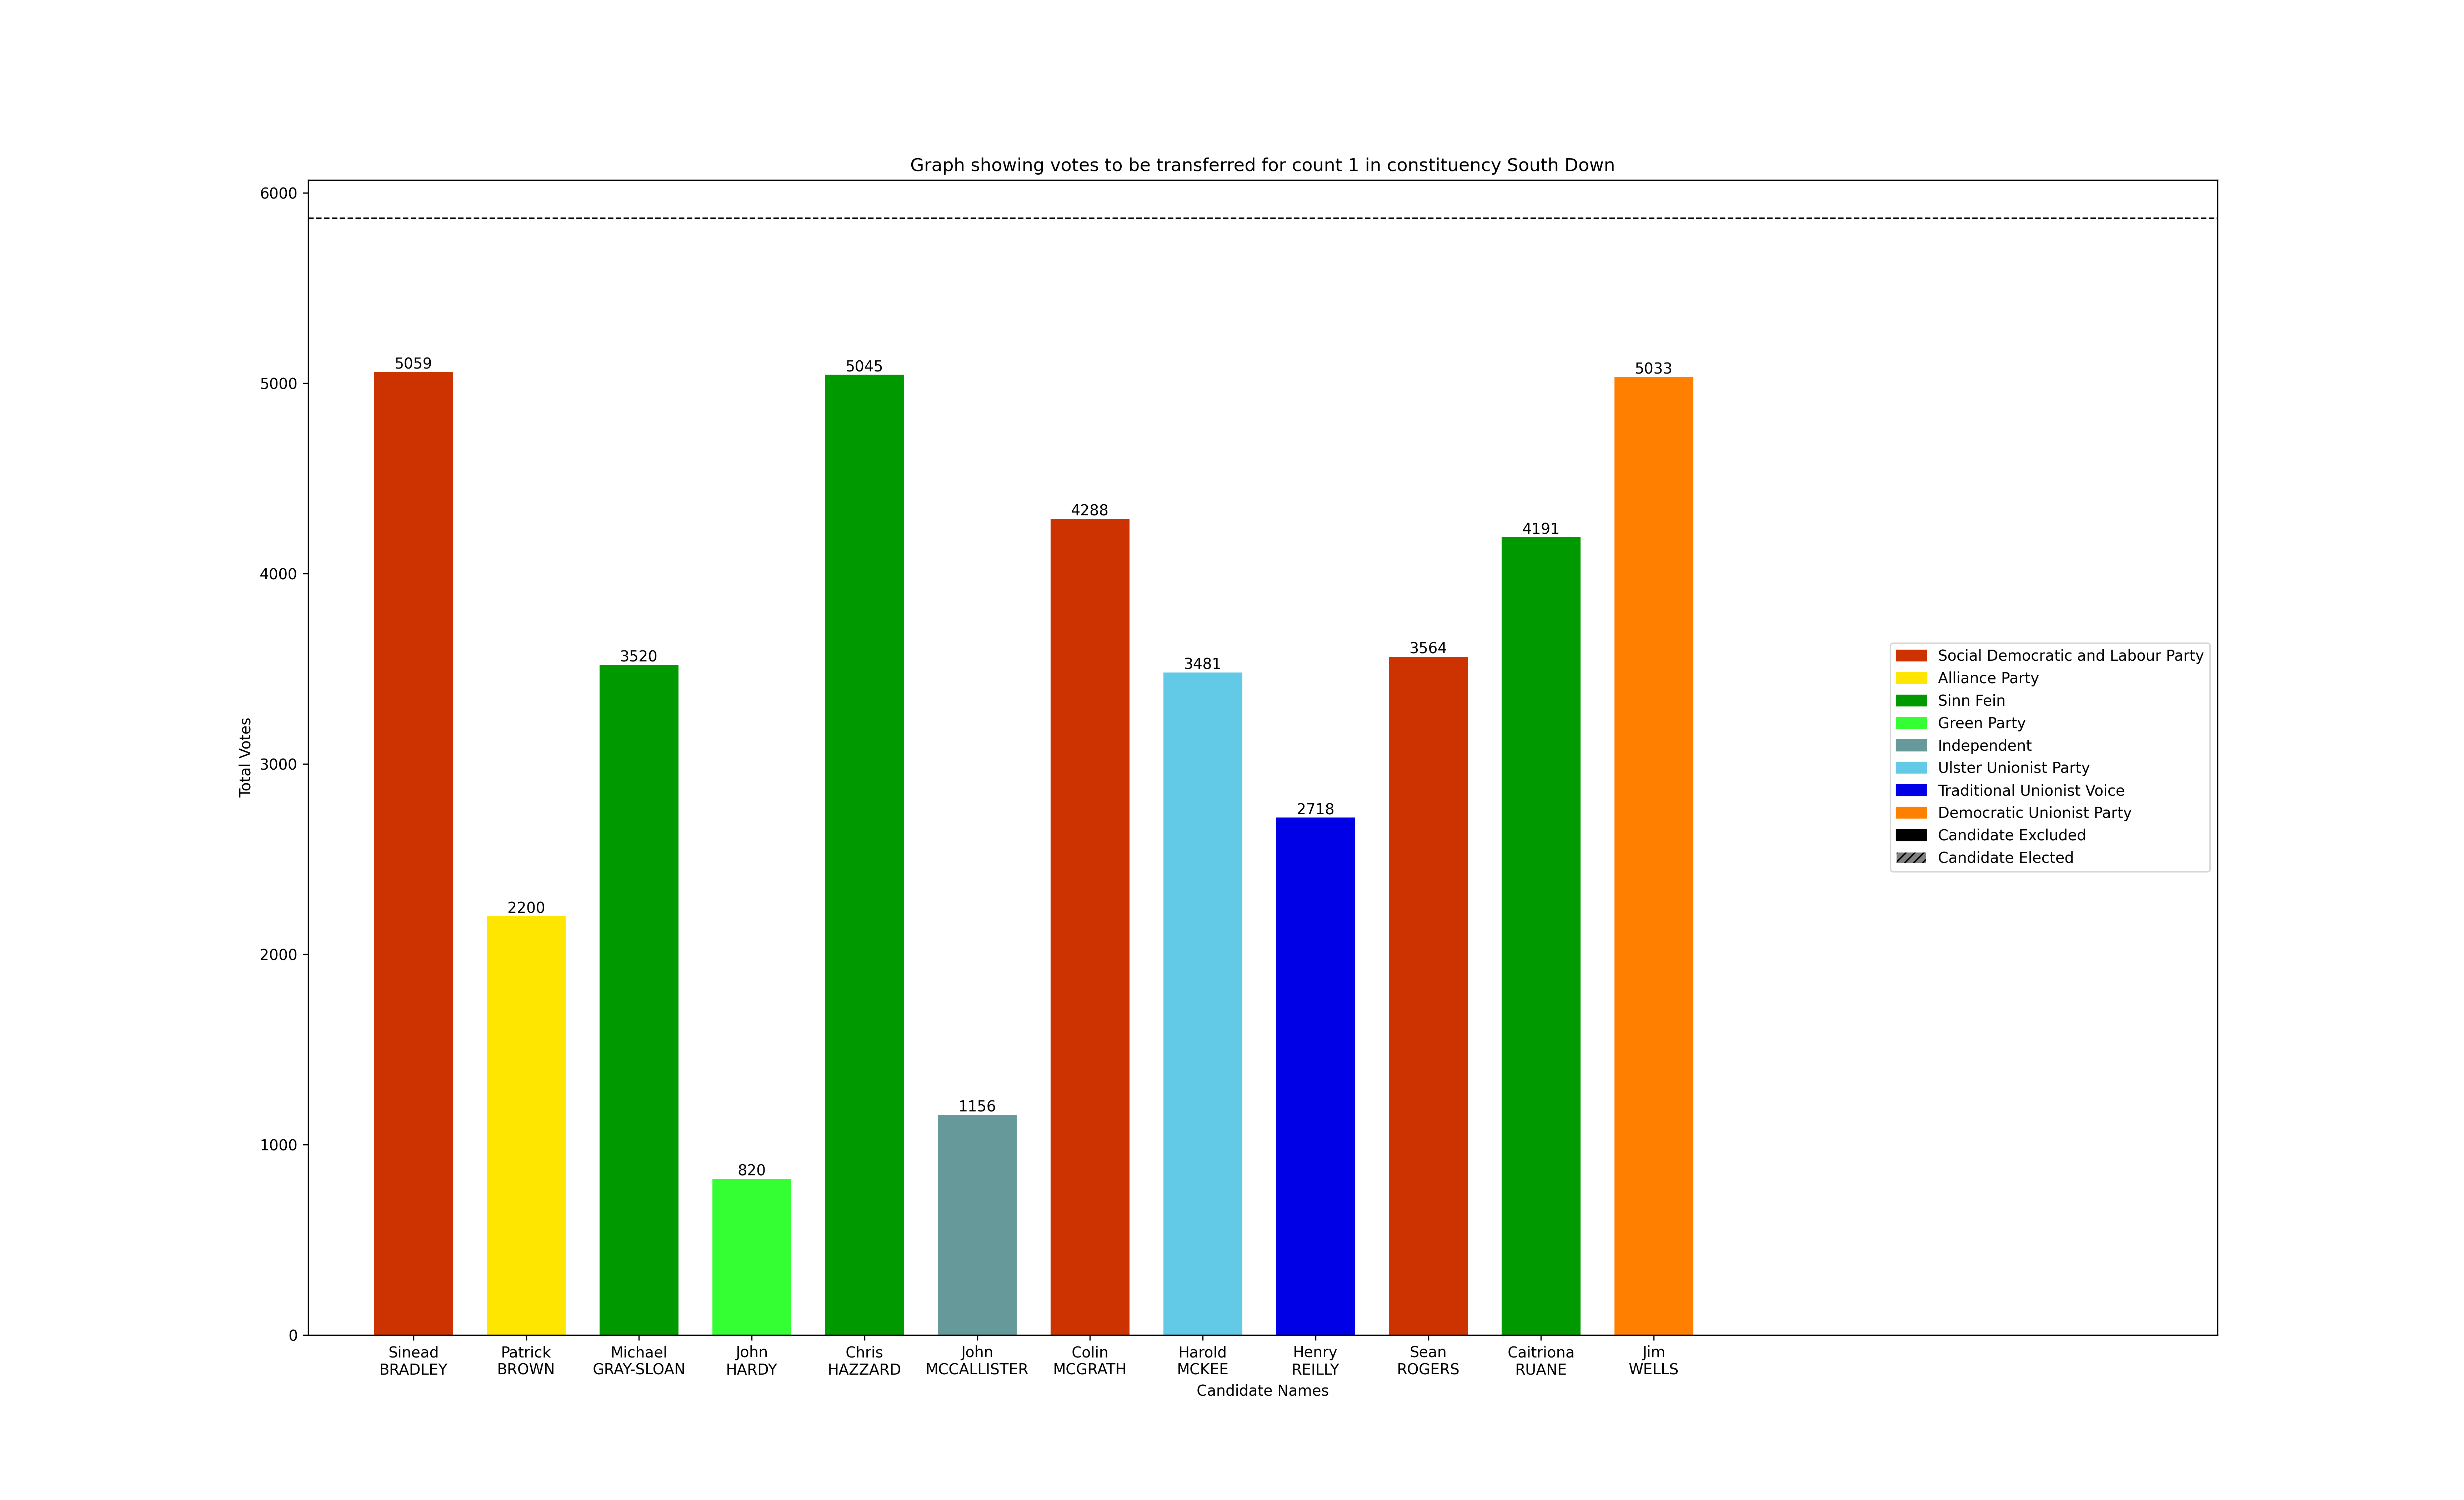 Graph showing votes to be transferred for count 1 in constituency South Down
6000
5000
4000
3000
2000
1000
0
Total Votes
5059
2200
3520
820
5045
1156
4288
3481
2718
3564
4191
5033
Social Democratic and Labour Party
Alliance Party
Sinn Fein
Green Party
Independent
Ulster Unionist Party
Traditional Unionist Voice
Democratic Unionist Party
Candidate Excluded
Candidate Elected
Sinead
BRADLEY
Patrick
BROWN
Michael
GRAY-SLOAN
John
HARDY
Chris
HAZZARD
John
MCCALLISTER
Colin
MCGRATH
Harold
MCKEE
Henry
REILLY
Sean
ROGERS
Caitriona
RUANE
Jim
WELLS
Candidate Names